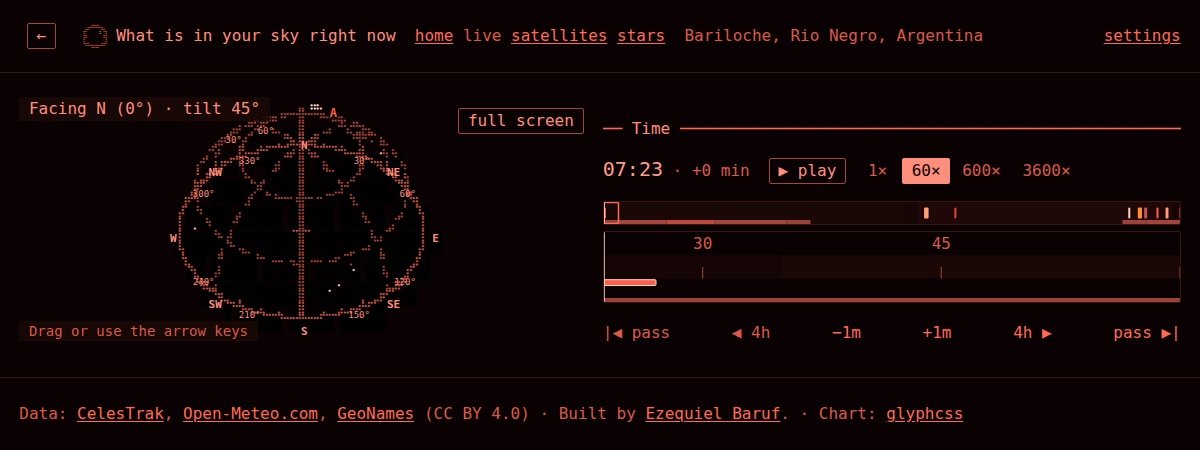 ←
What is in your sky right now home live satellites stars Bariloche, Rio Negro, Argentina settings
Facing N (0°) · tilt 45°
full screen
A
60°
30°
N
330°
30°
NW
NE
300°
60°
W
E
240°
120°
SW
SE
210°
150°
S
Drag or use the arrow keys
Time
07:23 · +0 min ▶ play 1× 60× 600× 3600×
30 45
|◀ pass ◀ 4h −1m +1m 4h ▶ pass ▶|
Data: CelesTrak, Open-Meteo.com, GeoNames (CC BY 4.0) · Built by Ezequiel Baruf. · Chart: glyphcss